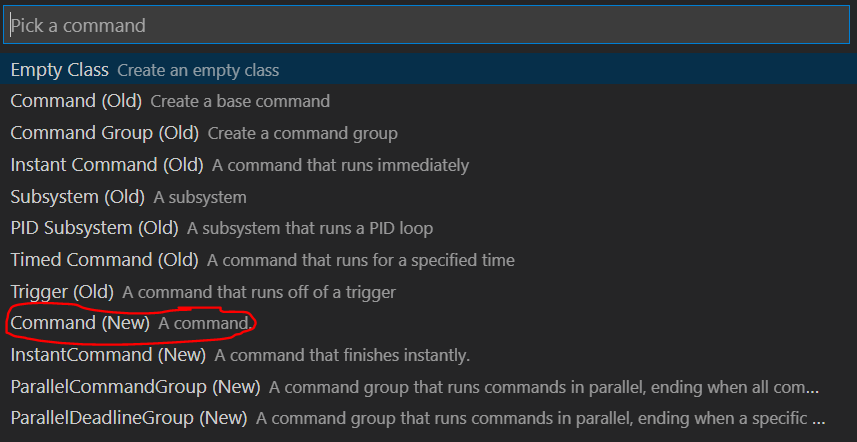 Pick a command
Empty Class Create an empty class
Command (Old) Create a base command
Command Group (Old) Create a command group
Instant Command (Old) A command that runs immediately
Subsystem (Old) A subsystem
PID Subsystem (Old) A subsystem that runs a PID loop
Timed Command (Old) A command that runs for a specified time
Trigger (Old) A command that runs off of a trigger
Command (New) A command.
InstantCommand (New) A command that finishes instantly.
ParallelCommandGroup (New) A command group that runs commands in parallel, ending when all com...
ParallelDeadlineGroup (New) A command group that runs commands in parallel, ending when a specific ...